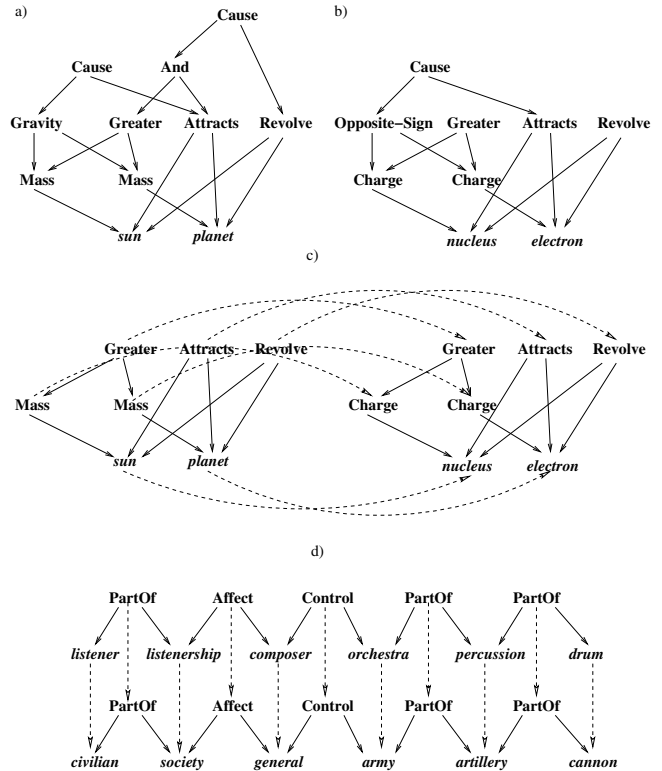 a)
b)
Cause
Cause And Cause
Gravity Greater Attracts Revolve Opposite−Sign Greater Attracts Revolve
Mass Mass Charge Charge
sun planet nucleus electron
c)
Greater Attracts Revolve Greater Attracts Revolve
Mass Mass Charge Charge
sun planet nucleus electron
d)
PartOf Affect Control PartOf PartOf
listener listenership composer orchestra percussion drum
PartOf Affect Control PartOf PartOf
civilian society general army artillery cannon